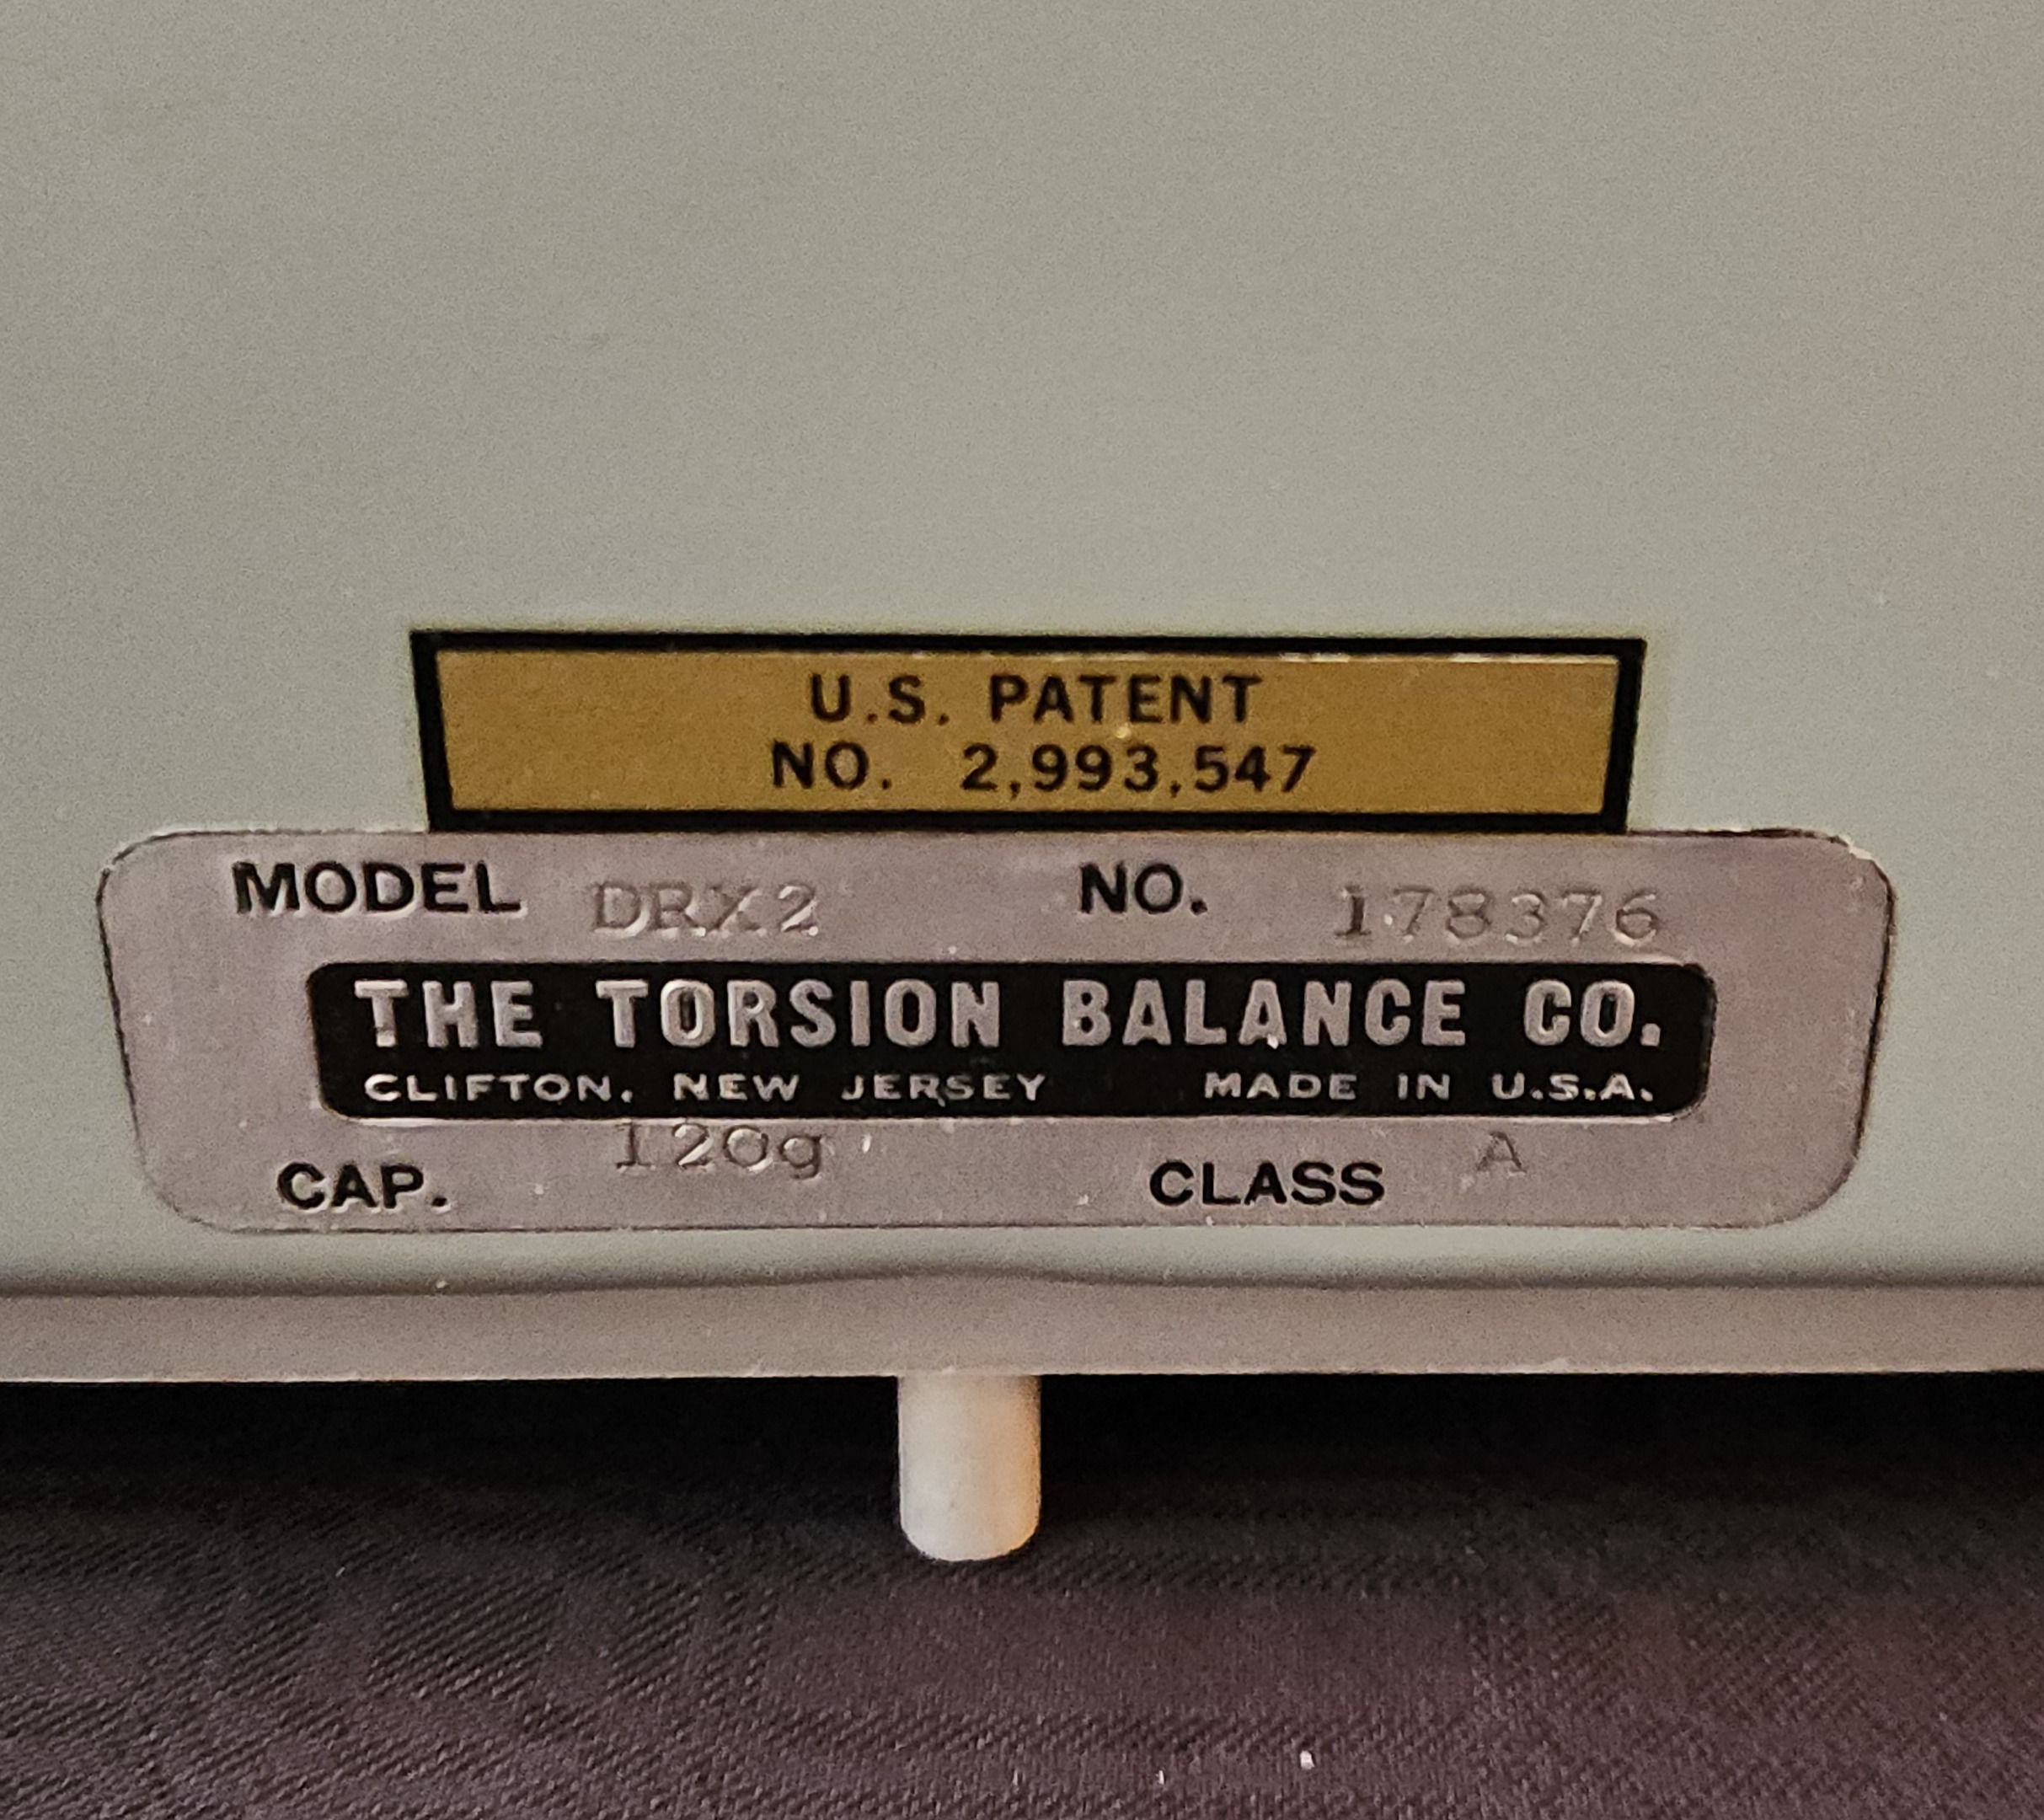 U.S. PATENT
NO. 2,993,547
MODEL DRX2 NO. 178376
THE TORSION BALANCE CO.
CLIFTON, NEW JERSEY MADE IN U.S.A.
CAP. 120g CLASS A